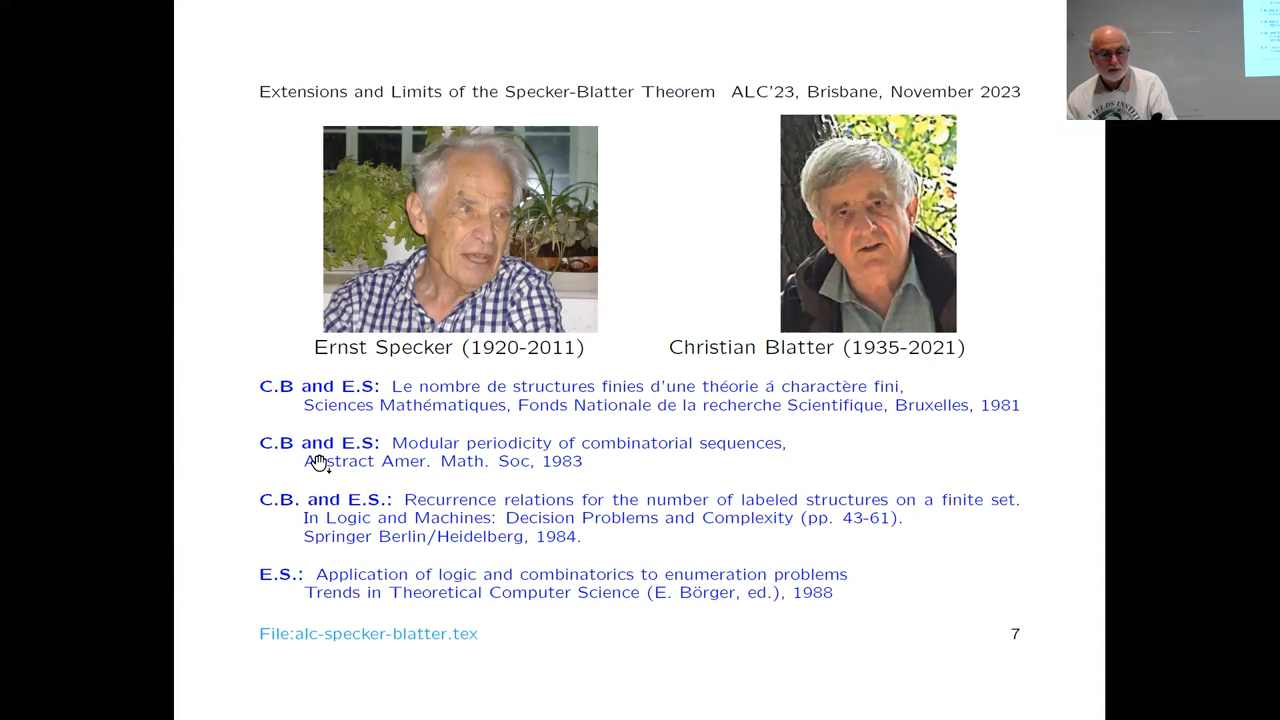 Extensions and Limits of the Specker-Blatter Theorem ALC'23, Brisbane, November 2023
Ernst Specker (1920-2011)
Christian Blatter (1935-2021)
C.B and E.S: Le nombre de structures finies d'une théorie á charactère fini,
Sciences Mathématiques, Fonds Nationale de la recherche Scientifique, Bruxelles, 1981
C.B and E.S: Modular periodicity of combinatorial sequences,
Abstract Amer. Math. Soc, 1983
C.B. and E.S.: Recurrence relations for the number of labeled structures on a finite set.
In Logic and Machines: Decision Problems and Complexity (pp. 43-61).
Springer Berlin/Heidelberg, 1984.
E.S.: Application of logic and combinatorics to enumeration problems
Trends in Theoretical Computer Science (E. Börger, ed.), 1988
File:alc-specker-blatter.tex
7